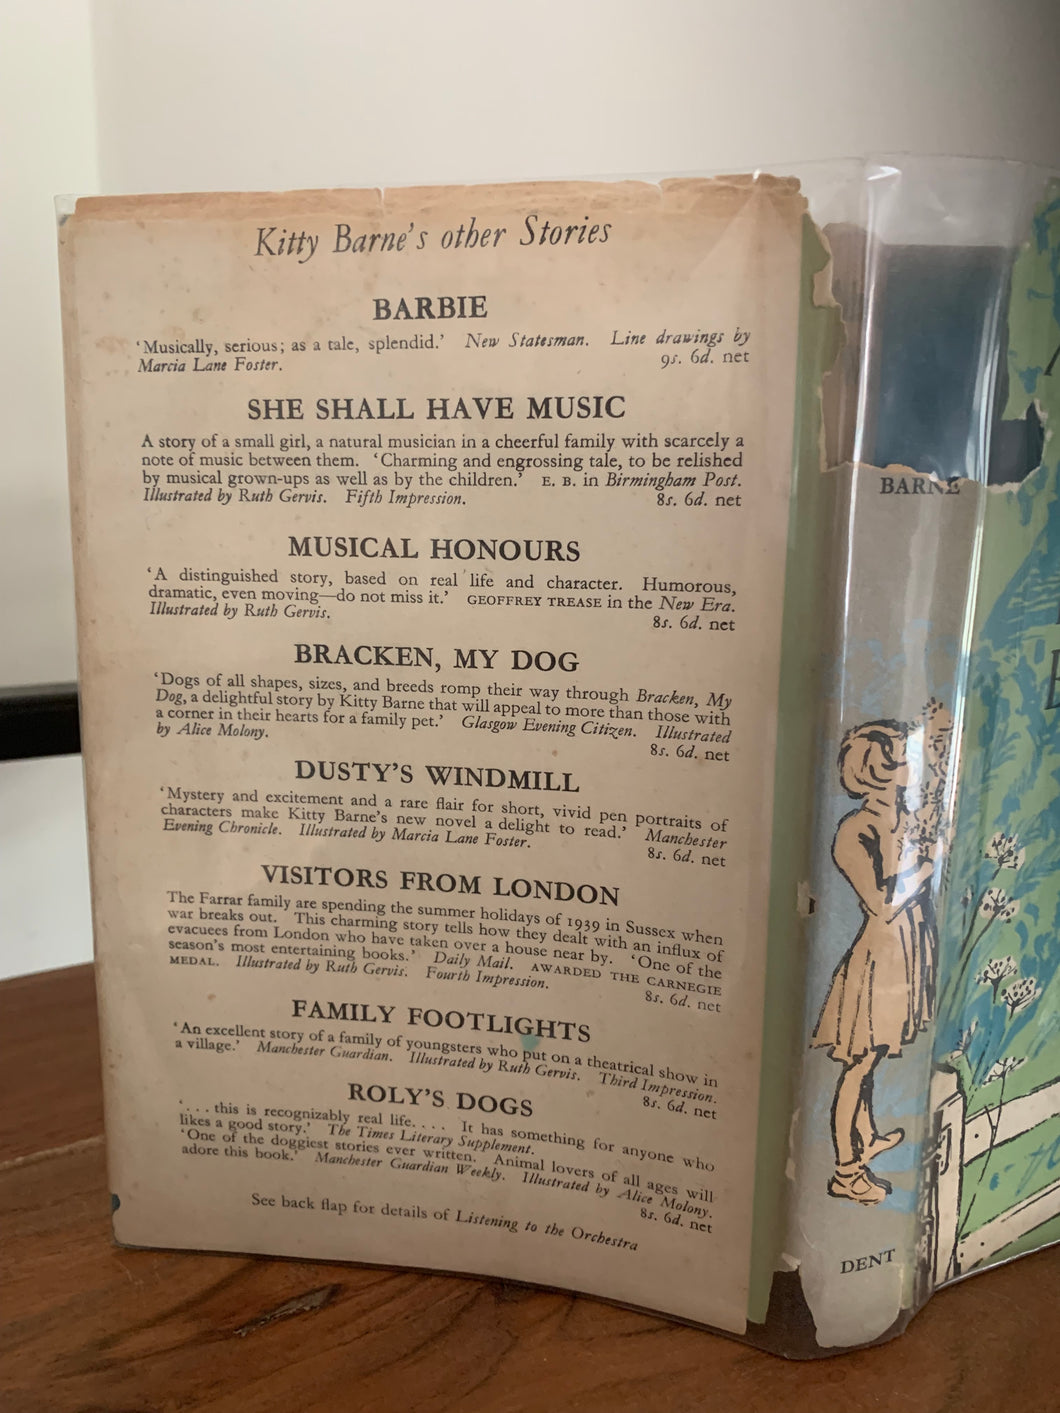 Kitty Barne's other Stories
BARBIE
'Musically, serious; as a tale, splendid.' New Statesman. Line drawings by
Marcia Lane Foster. 9s. 6d. net
SHE SHALL HAVE MUSIC
A story of a small girl, a natural musician in a cheerful family with scarcely a
note of music between them. 'Charming and engrossing tale, to be relished
by musical grown-ups as well as by the children.' E. B. in Birmingham Post.
Illustrated by Ruth Gervis. Fifth Impression. 8s. 6d. net
MUSICAL HONOURS
'A distinguished story, based on real life and character. Humorous,
dramatic, even moving—do not miss it.' GEOFFREY TREASE in the New Era.
Illustrated by Ruth Gervis. 8s. 6d. net
BRACKEN, MY DOG
'Dogs of all shapes, sizes, and breeds romp their way through Bracken, My
Dog, a delightful story by Kitty Barne that will appeal to more than those with
a corner in their hearts for a family pet.' Glasgow Evening Citizen. Illustrated
by Alice Molony. 8s. 6d. net
DUSTY'S WINDMILL
'Mystery and excitement and a rare flair for short, vivid pen portraits of
characters make Kitty Barne's new novel a delight to read.' Manchester
Evening Chronicle. Illustrated by Marcia Lane Foster. 8s. 6d. net
VISITORS FROM LONDON
The Farrar family are spending the summer holidays of 1939 in Sussex when
war breaks out. This charming story tells how they dealt with an influx of
evacuees from London who have taken over a house near by. 'One of the
season's most entertaining books.' Daily Mail. AWARDED THE CARNEGIE
MEDAL. Illustrated by Ruth Gervis. Fourth Impression. 8s. 6d. net
FAMILY FOOTLIGHTS
'An excellent story of a family of youngsters who put on a theatrical show in
a village.' Manchester Guardian. Illustrated by Ruth Gervis. Third Impression.
8s. 6d. net
ROLY'S DOGS
'. . . this is recognizably real life. . . . It has something for anyone who
likes a good story.' The Times Literary Supplement.
'One of the doggiest stories ever written. Animal lovers of all ages will
adore this book.' Manchester Guardian Weekly. Illustrated by Alice Molony.
8s. 6d. net
See back flap for details of Listening to the Orchestra
BARNE
DENT